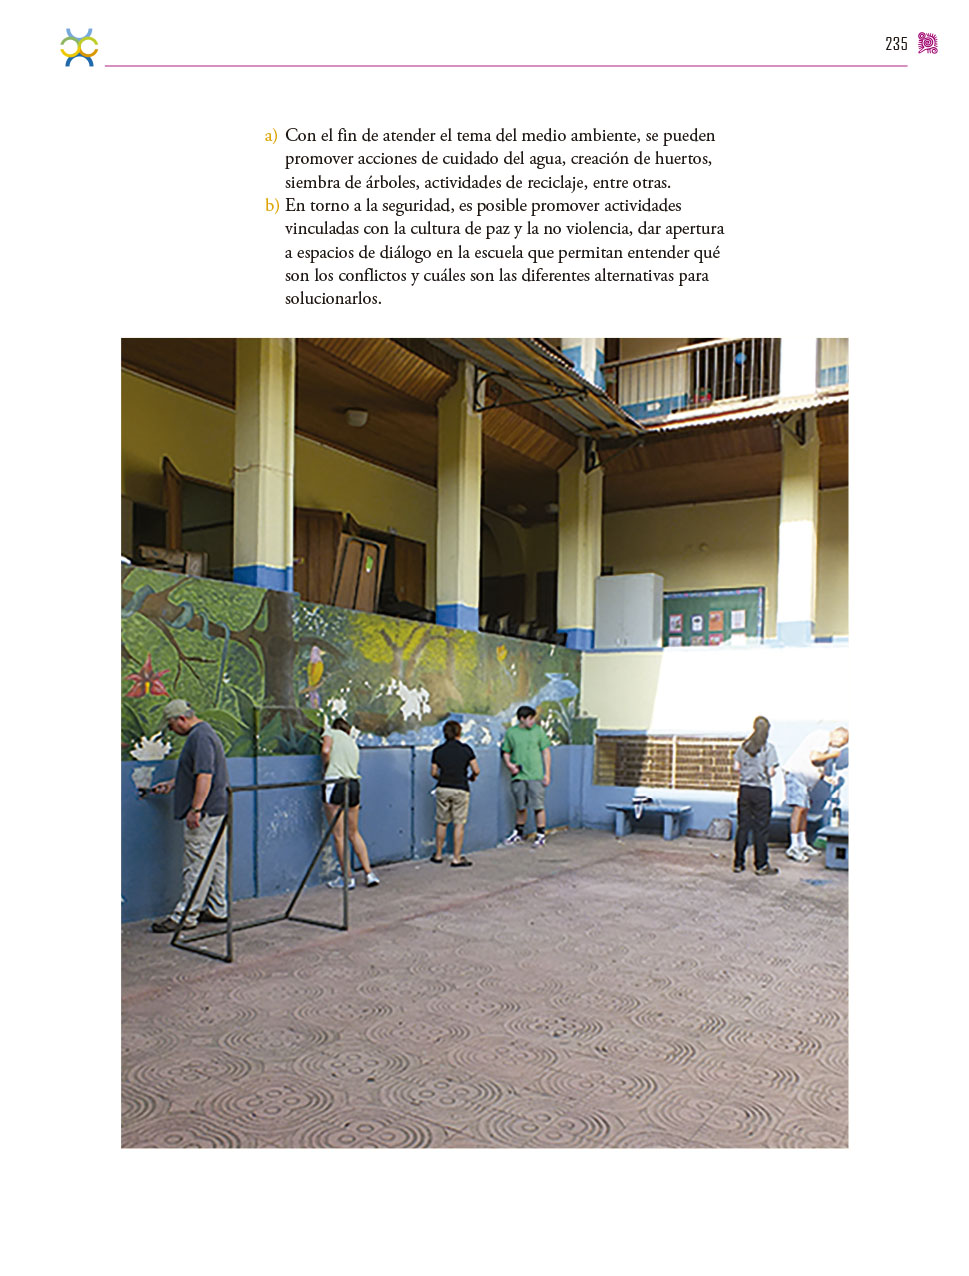 235
a) Con el fin de atender el tema del medio ambiente, se pueden
promover acciones de cuidado del agua, creación de huertos,
siembra de árboles, actividades de reciclaje, entre otras.
b) En torno a la seguridad, es posible promover actividades
vinculadas con la cultura de paz y la no violencia, dar apertura
a espacios de diálogo en la escuela que permitan entender qué
son los conflictos y cuáles son las diferentes alternativas para
solucionarlos.